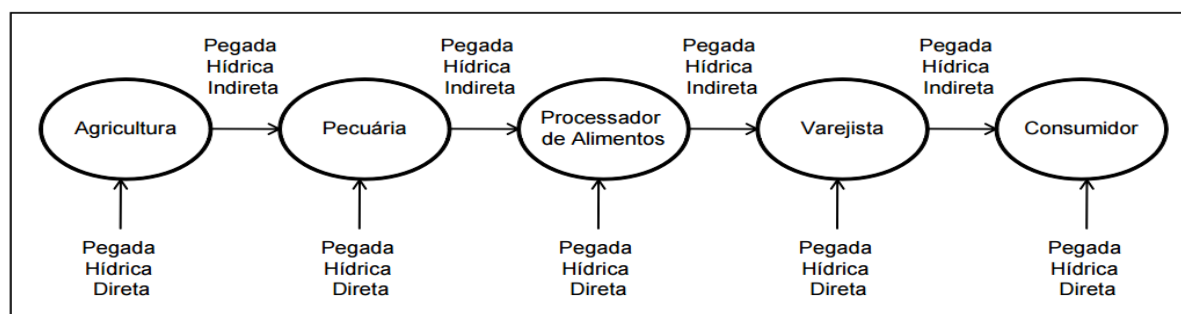 Pegada
Hídrica
Indireta
Pegada
Hídrica
Indireta
Pegada
Hídrica
Indireta
Pegada
Hídrica
Indireta
Agricultura
Pecuária
Processador
de Alimentos
Varejista
Consumidor
Pegada
Hídrica
Direta
Pegada
Hídrica
Direta
Pegada
Hídrica
Direta
Pegada
Hídrica
Direta
Pegada
Hídrica
Direta